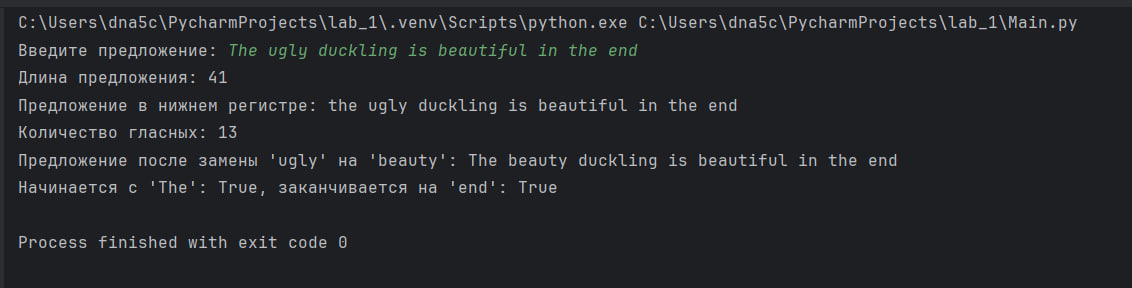 C:\Users\dna5c\PycharmProjects\lab_1\.venv\Scripts\python.exe C:\Users\dna5c\PycharmProjects\lab_1\Main.py
Введите предложение: The ugly duckling is beautiful in the end
Длина предложения: 41
Предложение в нижнем регистре: the ugly duckling is beautiful in the end
Количество гласных: 13
Предложение после замены 'ugly' на 'beauty': The beauty duckling is beautiful in the end
Начинается с 'The': True, заканчивается на 'end': True
Process finished with exit code 0